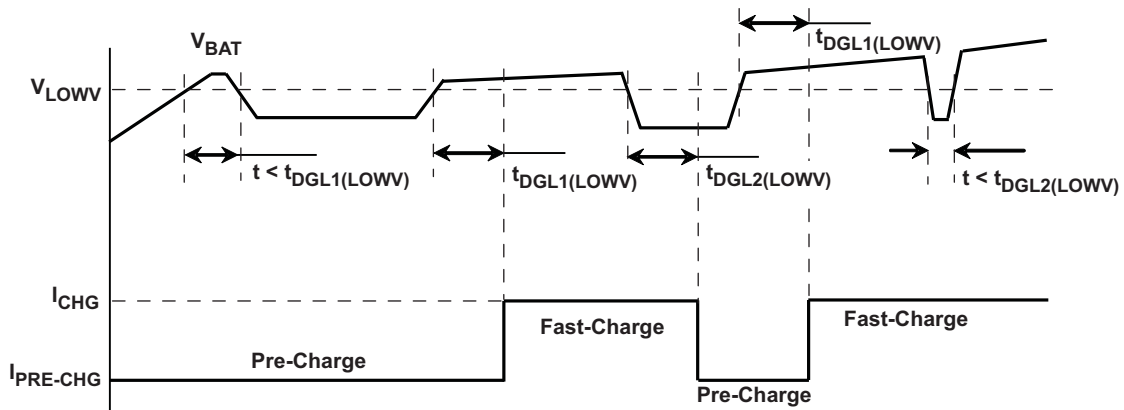 t_DGL1(LOWV)
V_BAT
V_LOWV
t < t_DGL1(LOWV)
t_DGL1(LOWV)
t_DGL2(LOWV)
t < t_DGL2(LOWV)
I_CHG
Fast-Charge
Fast-Charge
Pre-Charge
I_PRE-CHG
Pre-Charge